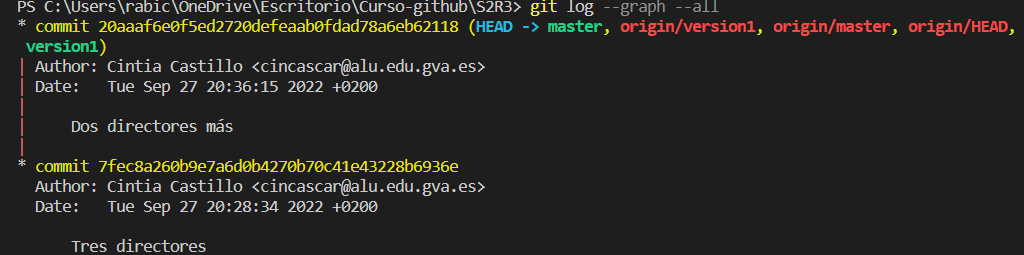 PS C:\Users\rabic\OneDrive\Escritorio\Curso-github\S2R3> git log --graph --all
* commit 20aaaf6e0f5ed2720defeaab0fdad78a6eb62118 (HEAD -> master, origin/version1, origin/master, origin/HEAD,
version1)
| Author: Cintia Castillo <cincascar@alu.edu.gva.es>
| Date:   Tue Sep 27 20:36:15 2022 +0200
|
|     Dos directores más
|
* commit 7fec8a260b9e7a6d0b4270b70c41e43228b6936e
Author: Cintia Castillo <cincascar@alu.edu.gva.es>
Date:   Tue Sep 27 20:28:34 2022 +0200
Tres directores